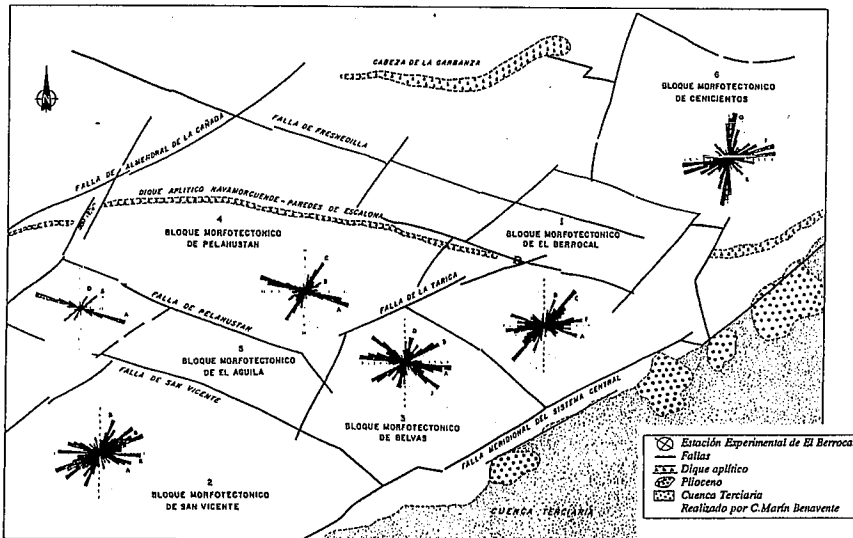 CABEZA DE LA GARBANZA
6
BLOQUE MORFOTECTONICO
DE CENICIENTOS
N
FALLA DE ALMENDRAL DE LA CAÑADA
FALLA DE FRESNEDILLA
DIQUE APLITICO NAVAMORCUENDE-PAREDES DE ESCALONA
4
BLOQUE MORFOTECTONICO
DE PELAHUSTAN
1
BLOQUE MORFOTECTONICO
DE EL BERROCAL
FALLA DE LA TARICA
FALLA DE PELAHUSTAN
5
BLOQUE MORFOTECTONICO
DE EL AGUILA
FALLA DE SAN VICENTE
3
BLOQUE MORFOTECTONICO
DE BELVAS
FALLA MERIDIONAL DEL SISTEMA CENTRAL
2
BLOQUE MORFOTECTONICO
DE SAN VICENTE
CUENCA TERCIARIA
Estación Experimental de El Berrocal
Fallas
Dique aplítico
Plioceno
Cuenca Terciaria
Realizado por C.Marín Benavente